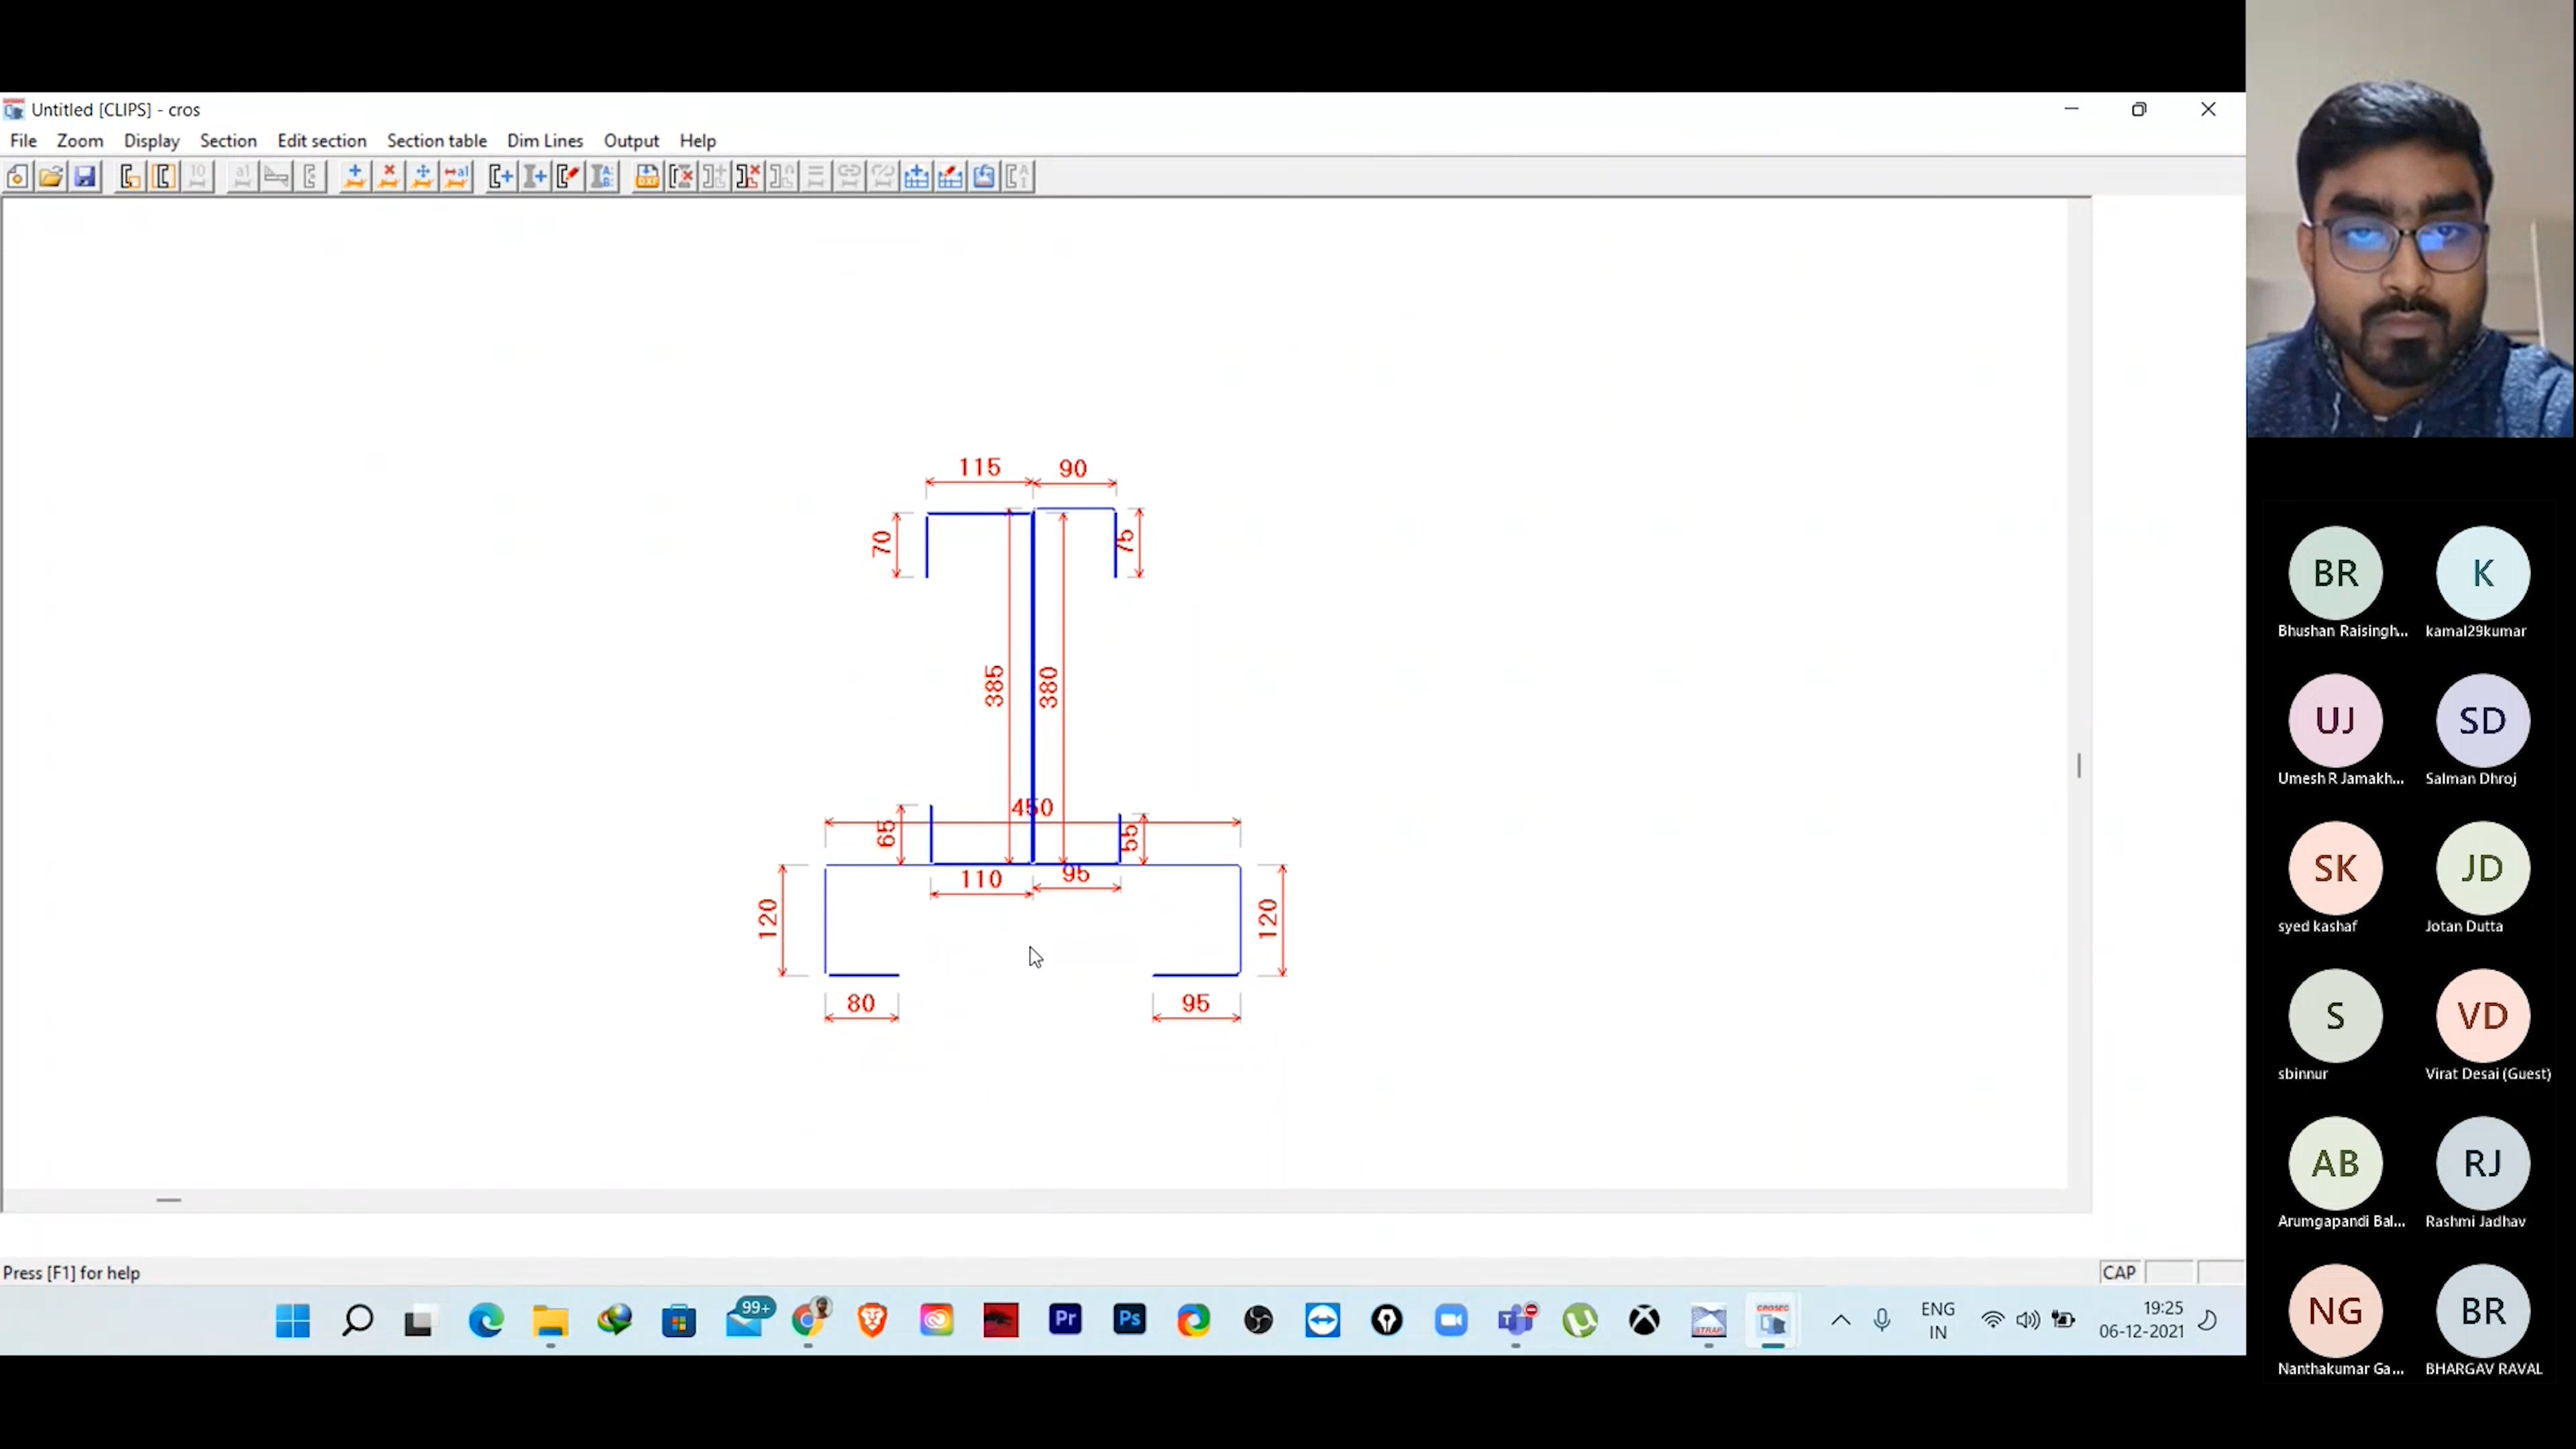 Untitled [CLIPS] - cros
File Zoom Display Section Edit section Section table Dim Lines Output Help
115 90
70 75
385 380
450
65 55
110 95
120 120
80 95
Press [F1] for help
CAP
99+
Pr
Ps
STRAP
CROSEC
ENG
IN
19:25
06-12-2021
BR K
Bhushan Raisingh... kamal29kumar
UJ SD
Umesh R Jamakh... Salman Dhroj
SK JD
syed kashaf Jotan Dutta
S VD
sbinnur Virat Desai (Guest)
AB RJ
Arumgapandi Bal... Rashmi Jadhav
NG BR
Nanthakumar Ga... BHARGAV RAVAL